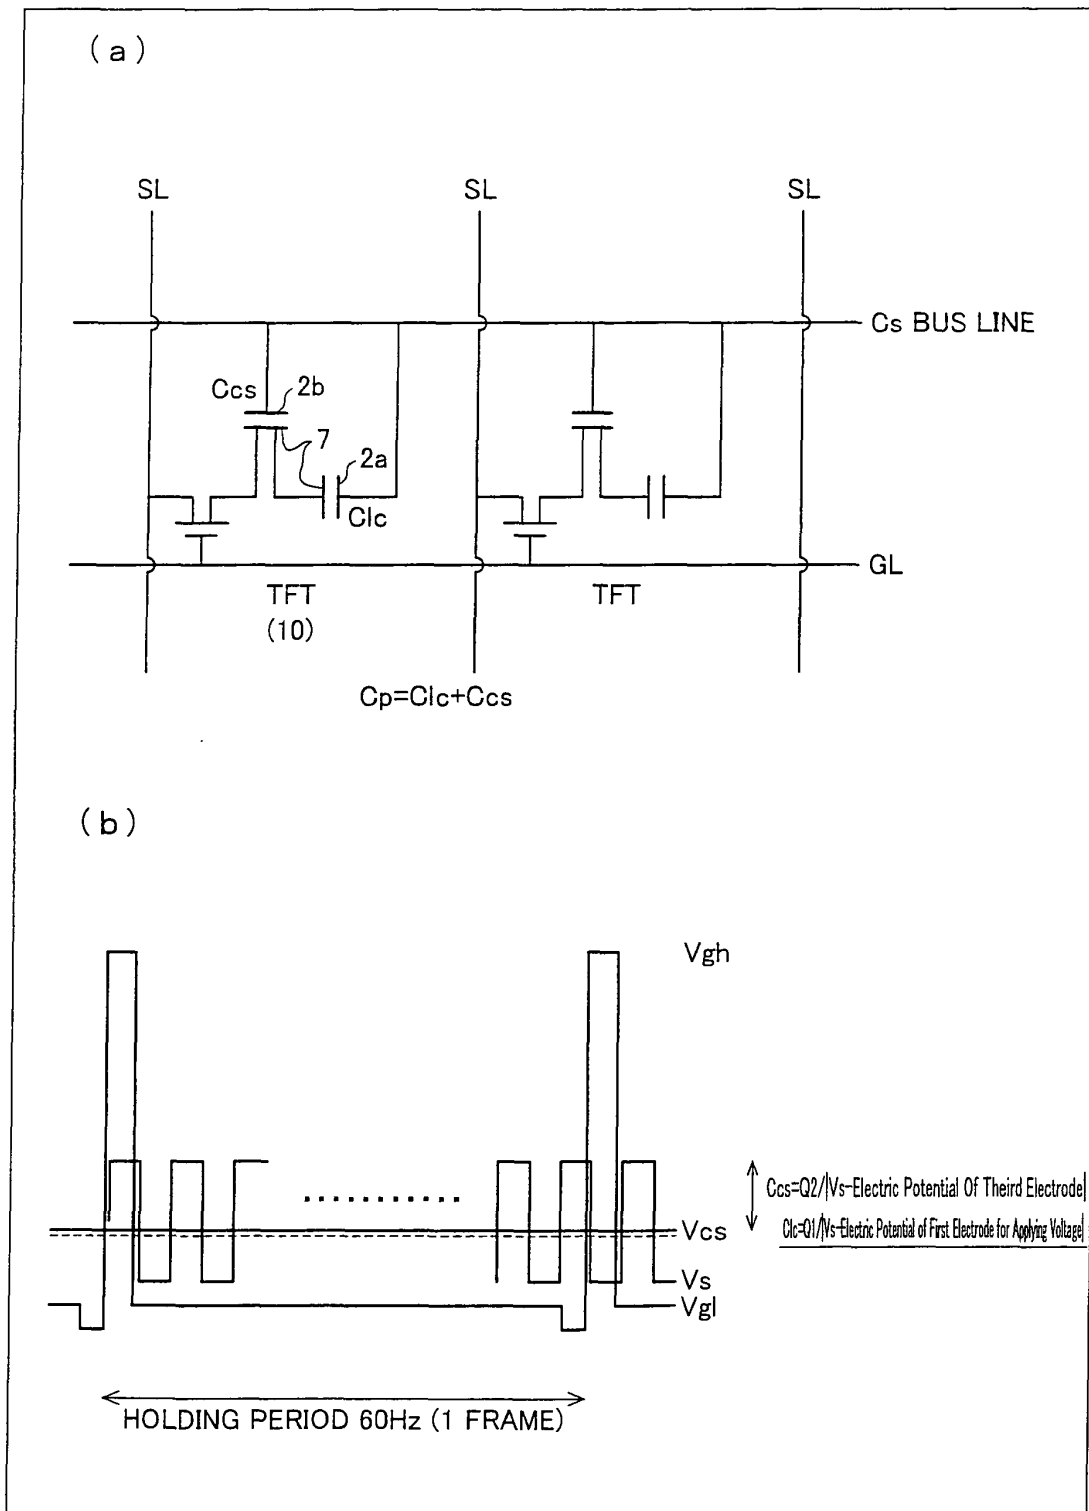 (a)
SL SL SL
Cs BUS LINE
Ccs 2b
7
2a
Clc
GL
TFT TFT
(10)
Cp=Clc+Ccs
(b)
Vgh
Ccs=Q2/|Vs-Electric Potential Of Theird Electrode|
Clc=Q1/|Vs-Electric Potential of First Electrode for Applying Voltage|
Vcs
Vs
Vgl
HOLDING PERIOD 60Hz (1 FRAME)